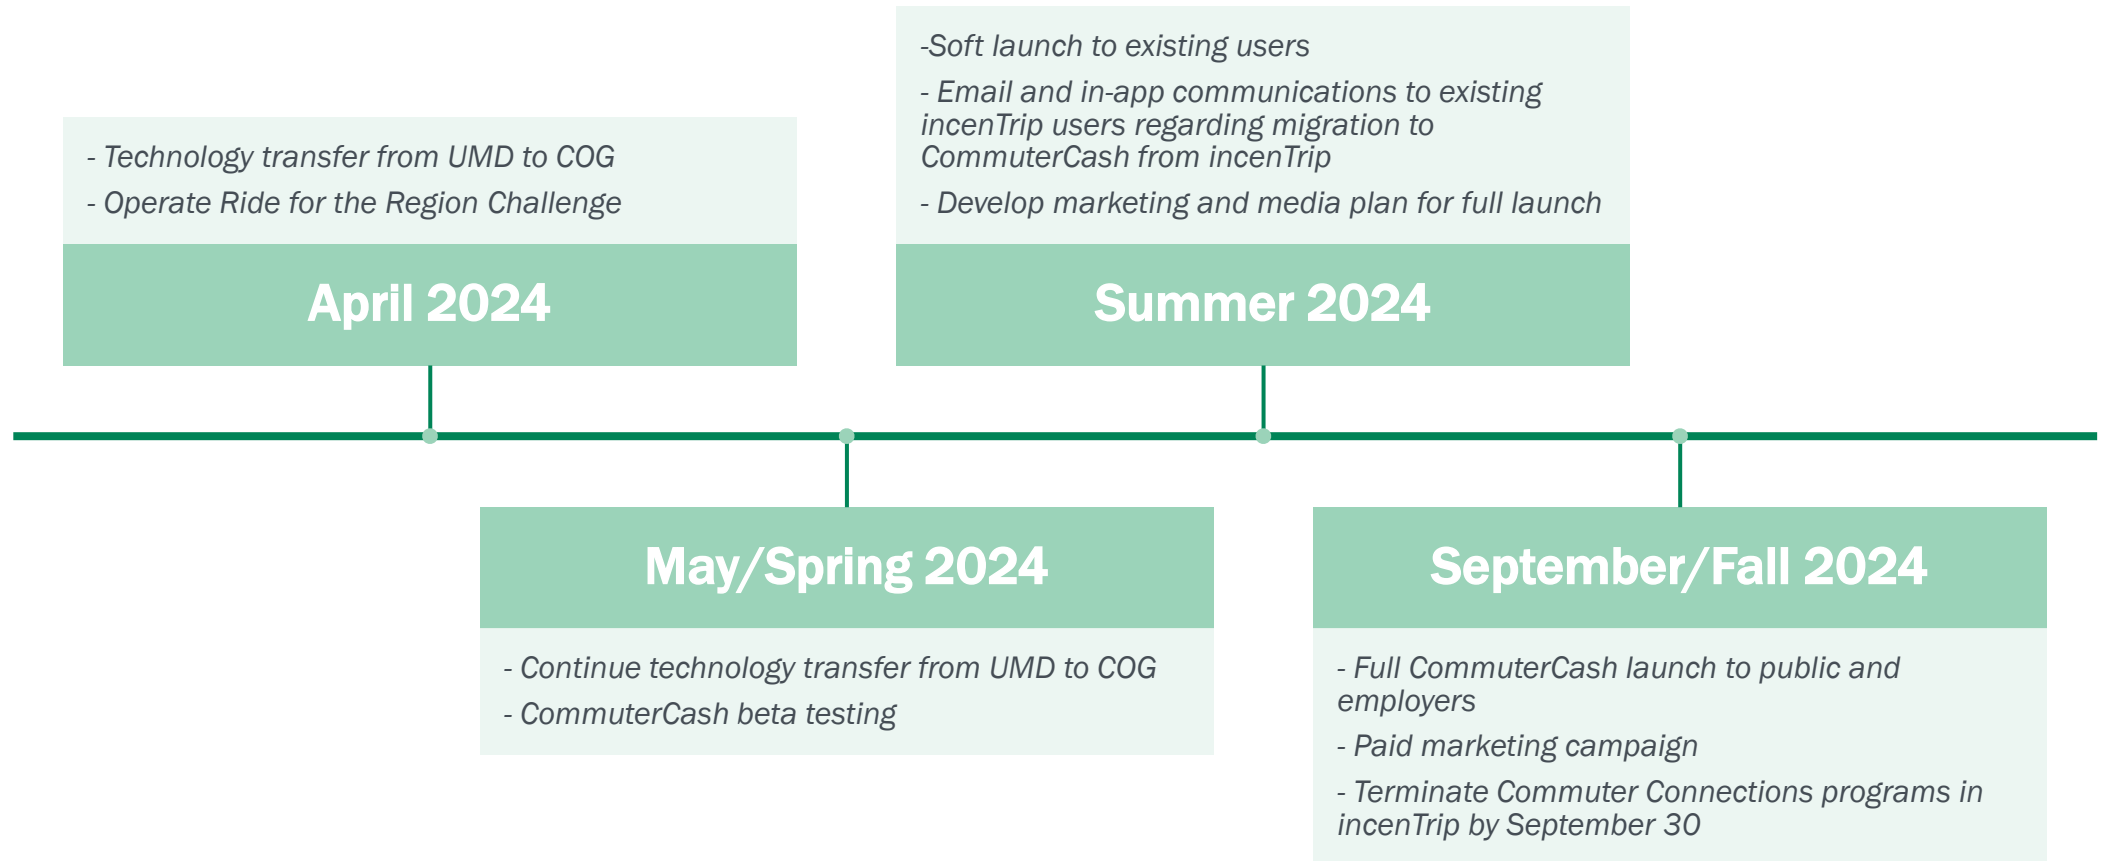 - Technology transfer from UMD to COG
- Operate Ride for the Region Challenge
April 2024
-Soft launch to existing users
- Email and in-app communications to existing
incenTrip users regarding migration to
CommuterCash from incenTrip
- Develop marketing and media plan for full launch
Summer 2024
May/Spring 2024
- Continue technology transfer from UMD to COG
- CommuterCash beta testing
September/Fall 2024
- Full CommuterCash launch to public and
employers
- Paid marketing campaign
- Terminate Commuter Connections programs in
incenTrip by September 30